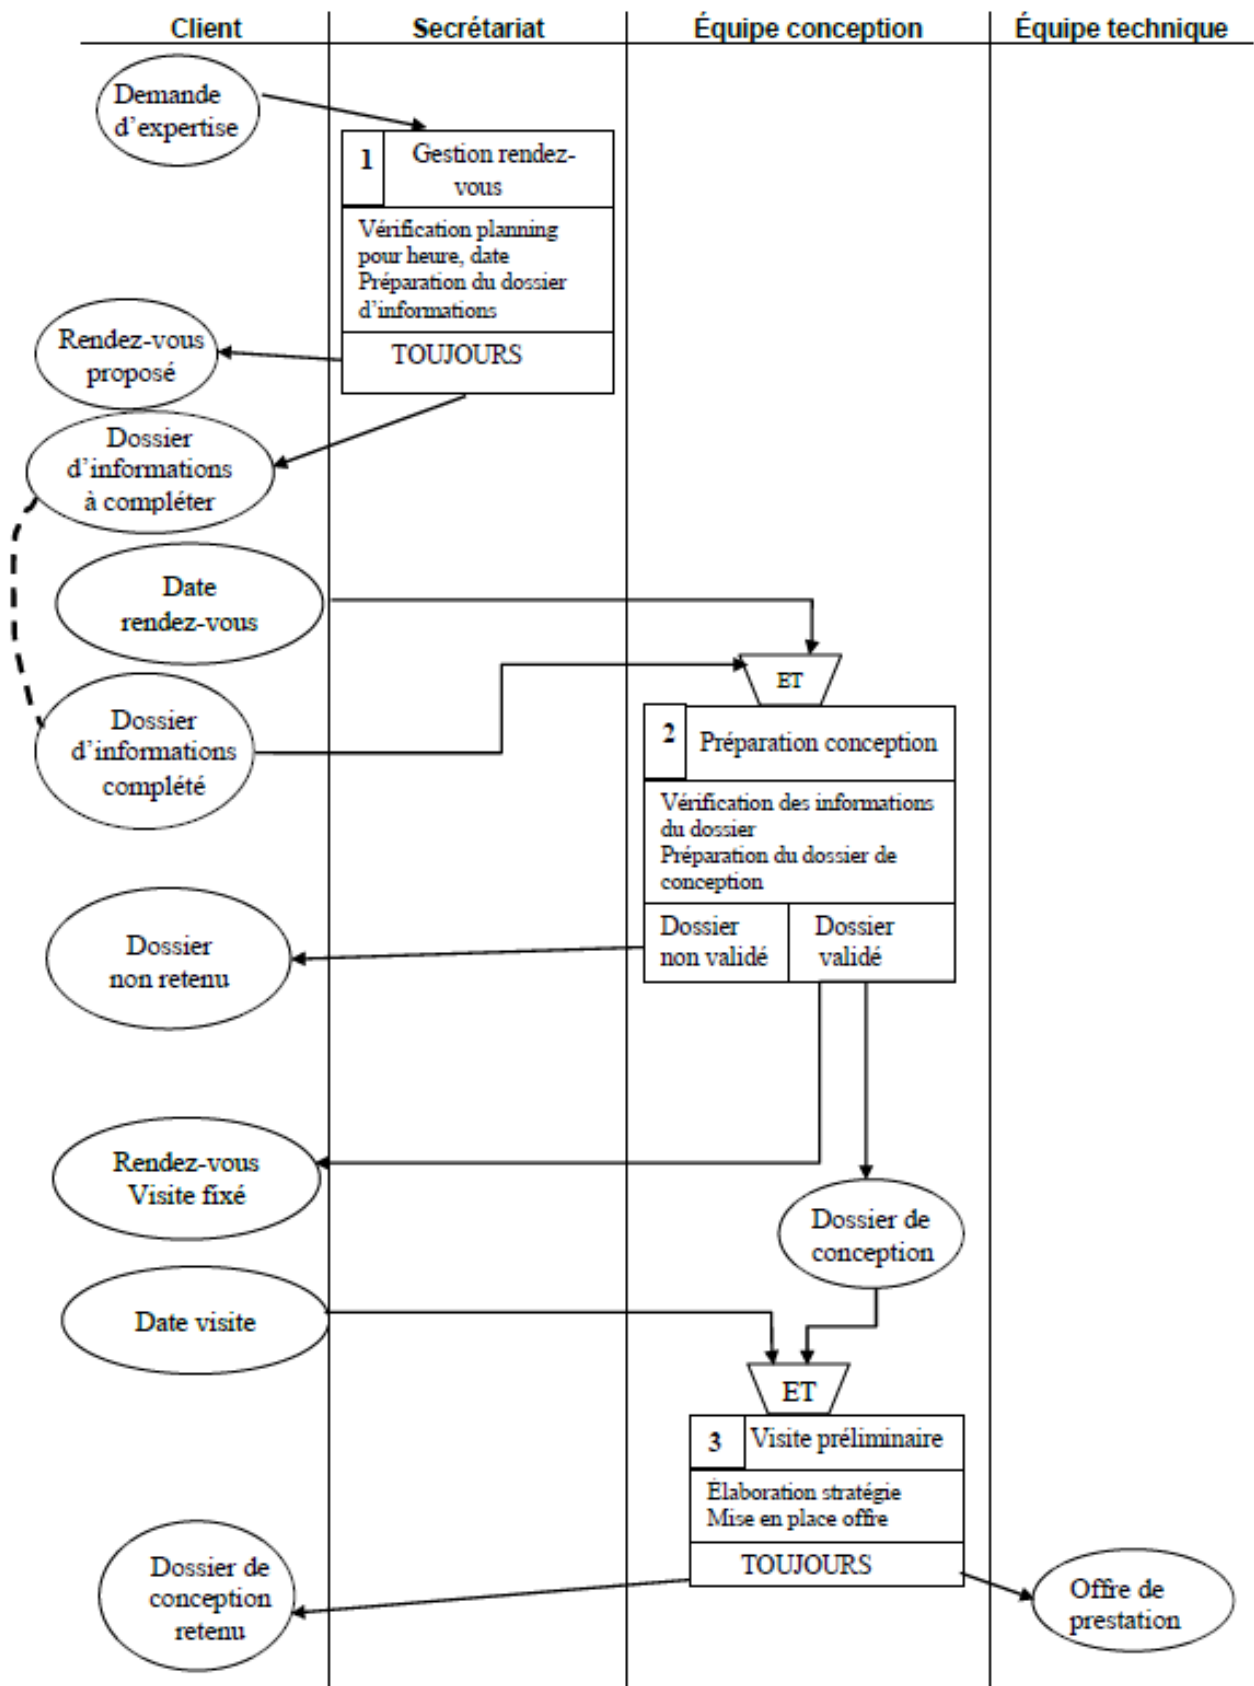 Client Secrétariat Équipe conception Équipe technique
Demande
d'expertise
1 Gestion rendez-
vous
Vérification planning
pour heure, date
Préparation du dossier
d'informations
TOUJOURS
Rendez-vous
proposé
Dossier
d'informations
à compléter
Date
rendez-vous
ET
Dossier
d'informations
complété
2 Préparation conception
Vérification des informations
du dossier
Préparation du dossier de
conception
Dossier
non validé
Dossier
validé
Dossier
non retenu
Rendez-vous
Visite fixé
Dossier de
conception
Date visite
ET
3 Visite préliminaire
Élaboration stratégie
Mise en place offre
TOUJOURS
Dossier de
conception
retenu
Offre de
prestation